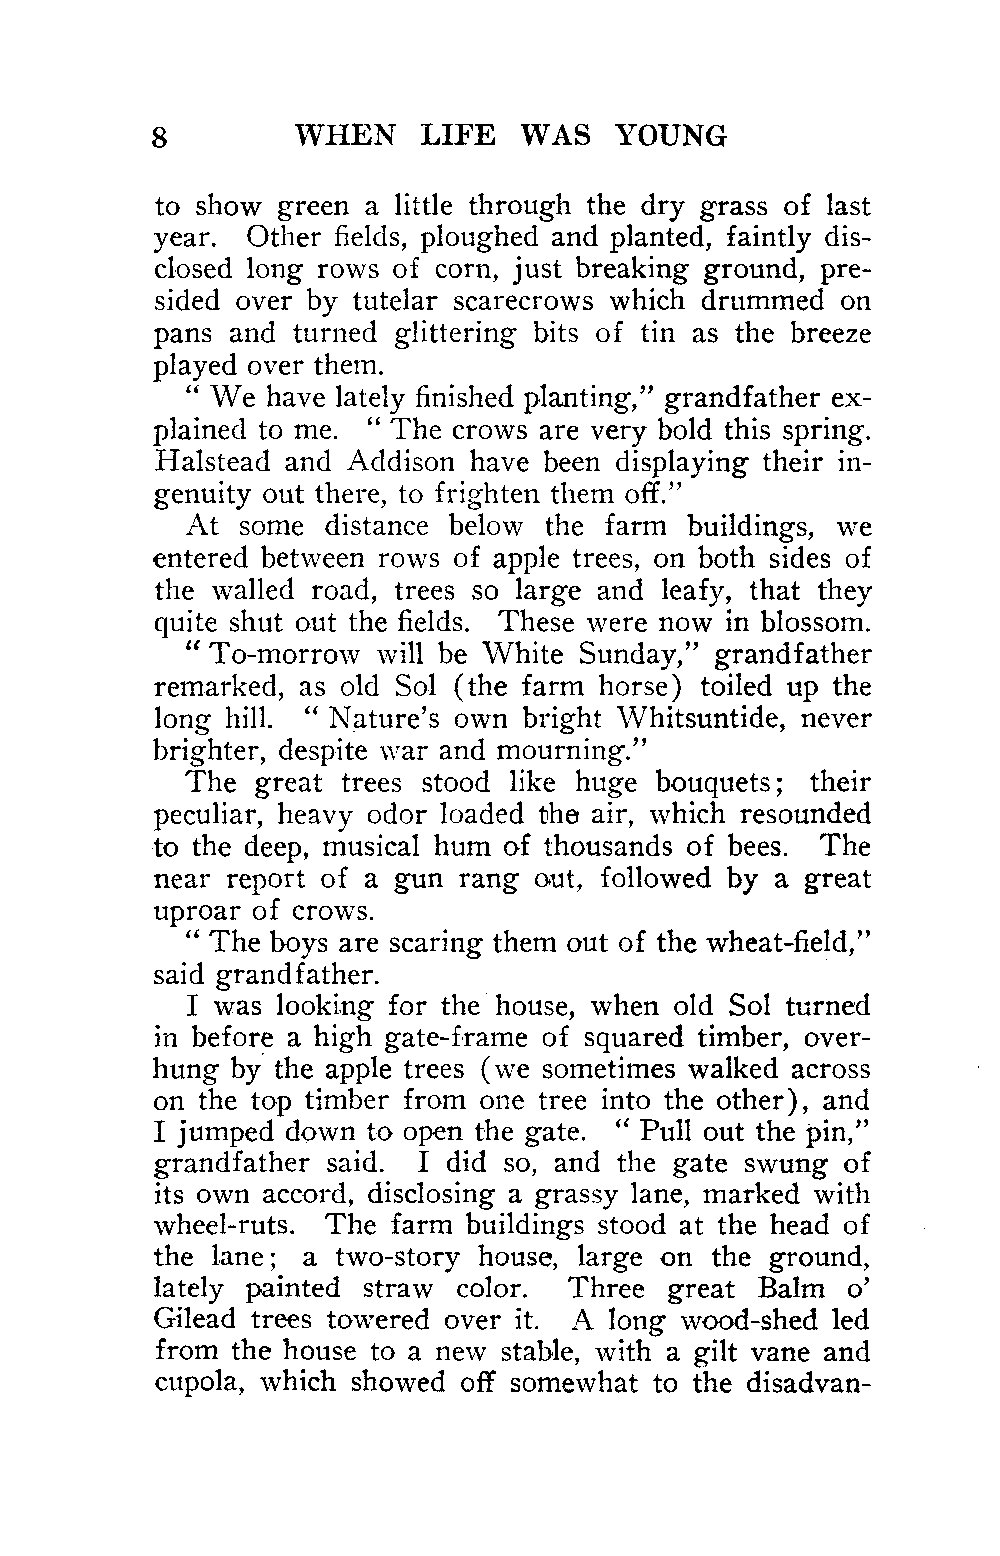 8 WHEN LIFE WAS YOUNG
to show green a little through the dry grass of last
year. Other fields, ploughed and planted, faintly dis-
closed long rows of corn, just breaking ground, pre-
sided over by tutelar scarecrows which drummed on
pans and turned glittering bits of tin as the breeze
played over them.
“ We have lately finished planting,” grandfather ex-
plained to me. “ The crows are very bold this spring.
Halstead and Addison have been displaying their in-
genuity out there, to frighten them off.”
At some distance below the farm buildings, we
entered between rows of apple trees, on both sides of
the walled road, trees so large and leafy, that they
quite shut out the fields. These were now in blossom.
“ To-morrow will be White Sunday,” grandfather
remarked, as old Sol (the farm horse) toiled up the
long hill. “ Nature’s own bright Whitsuntide, never
brighter, despite war and mourning.”
The great trees stood like huge bouquets; their
peculiar, heavy odor loaded the air, which resounded
to the deep, musical hum of thousands of bees. The
near report of a gun rang out, followed by a great
uproar of crows.
“ The boys are scaring them out of the wheat-field,”
said grandfather.
I was looking for the house, when old Sol turned
in before a high gate-frame of squared timber, over-
hung by the apple trees (we sometimes walked across
on the top timber from one tree into the other), and
I jumped down to open the gate. “ Pull out the pin,”
grandfather said. I did so, and the gate swung of
its own accord, disclosing a grassy lane, marked with
wheel-ruts. The farm buildings stood at the head of
the lane; a two-story house, large on the ground,
lately painted straw color. Three great Balm o’
Gilead trees towered over it. A long wood-shed led
from the house to a new stable, with a gilt vane and
cupola, which showed off somewhat to the disadvan-